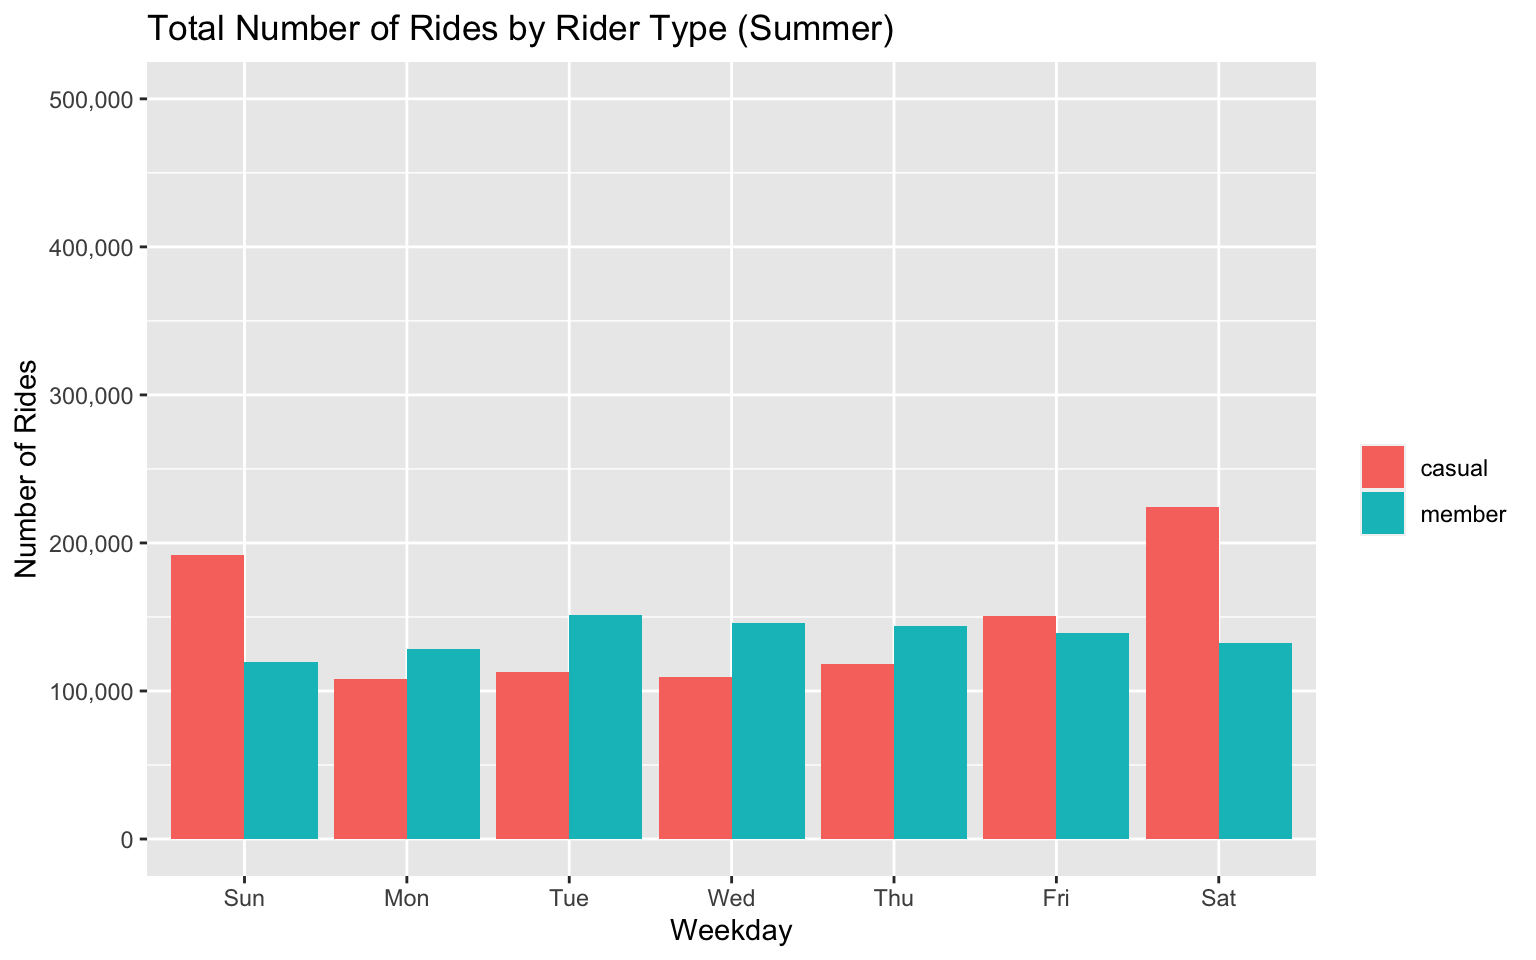 Total Number of Rides by Rider Type (Summer)
Number of Rides
500,000
400,000
300,000
200,000
100,000
0
Sun Mon Tue Wed Thu Fri Sat
Weekday
casual
member